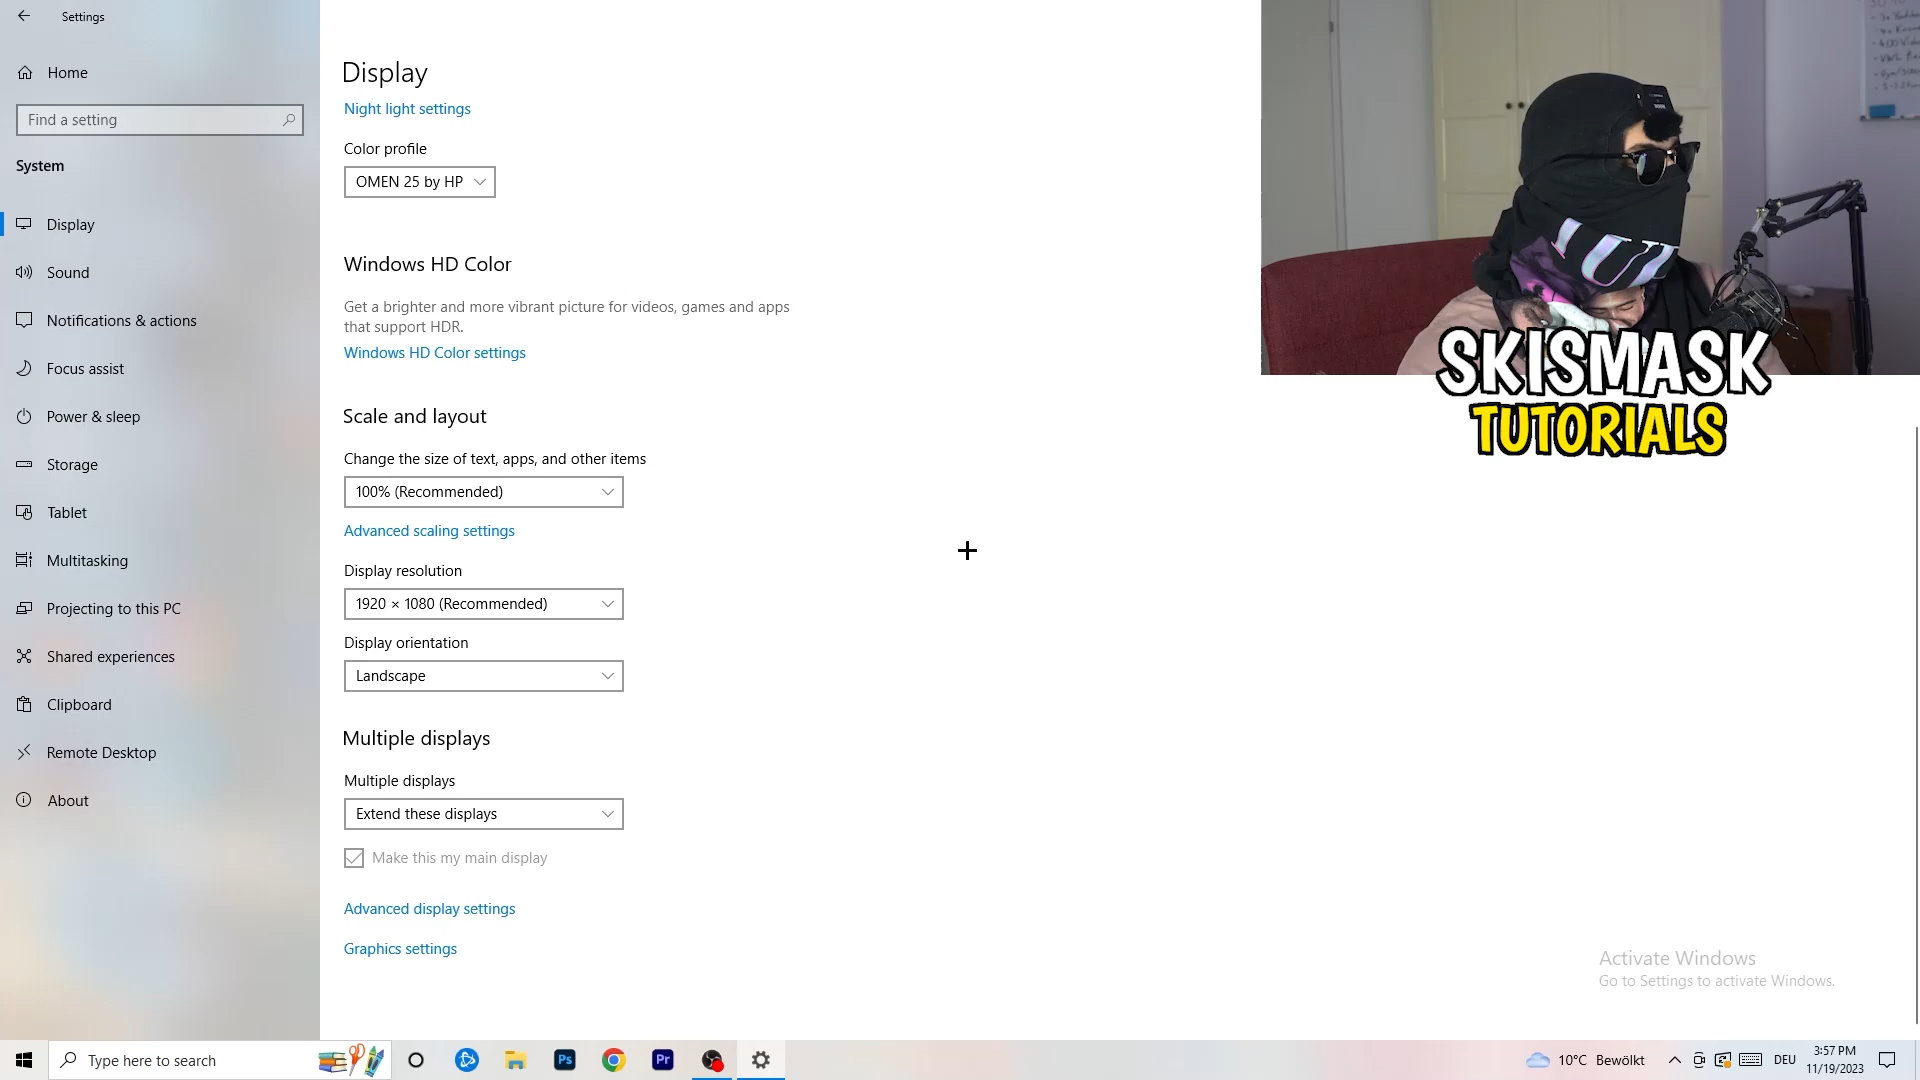 Settings
Home
Find a setting
System
Display
Sound
Notifications & actions
Focus assist
Power & sleep
Storage
Tablet
Multitasking
Projecting to this PC
Shared experiences
Clipboard
Remote Desktop
About
Display
Night light settings
Color profile
OMEN 25 by HP
Windows HD Color
Get a brighter and more vibrant picture for videos, games and apps
that support HDR.
Windows HD Color settings
Scale and layout
Change the size of text, apps, and other items
100% (Recommended)
Advanced scaling settings
Display resolution
1920 × 1080 (Recommended)
Display orientation
Landscape
Multiple displays
Multiple displays
Extend these displays
Make this my main display
Advanced display settings
Graphics settings
SKISMASK
TUTORIALS
Activate Windows
Go to Settings to activate Windows.
Type here to search
Ps
Pr
10°C Bewölkt
DEU
3:57 PM
11/19/2023